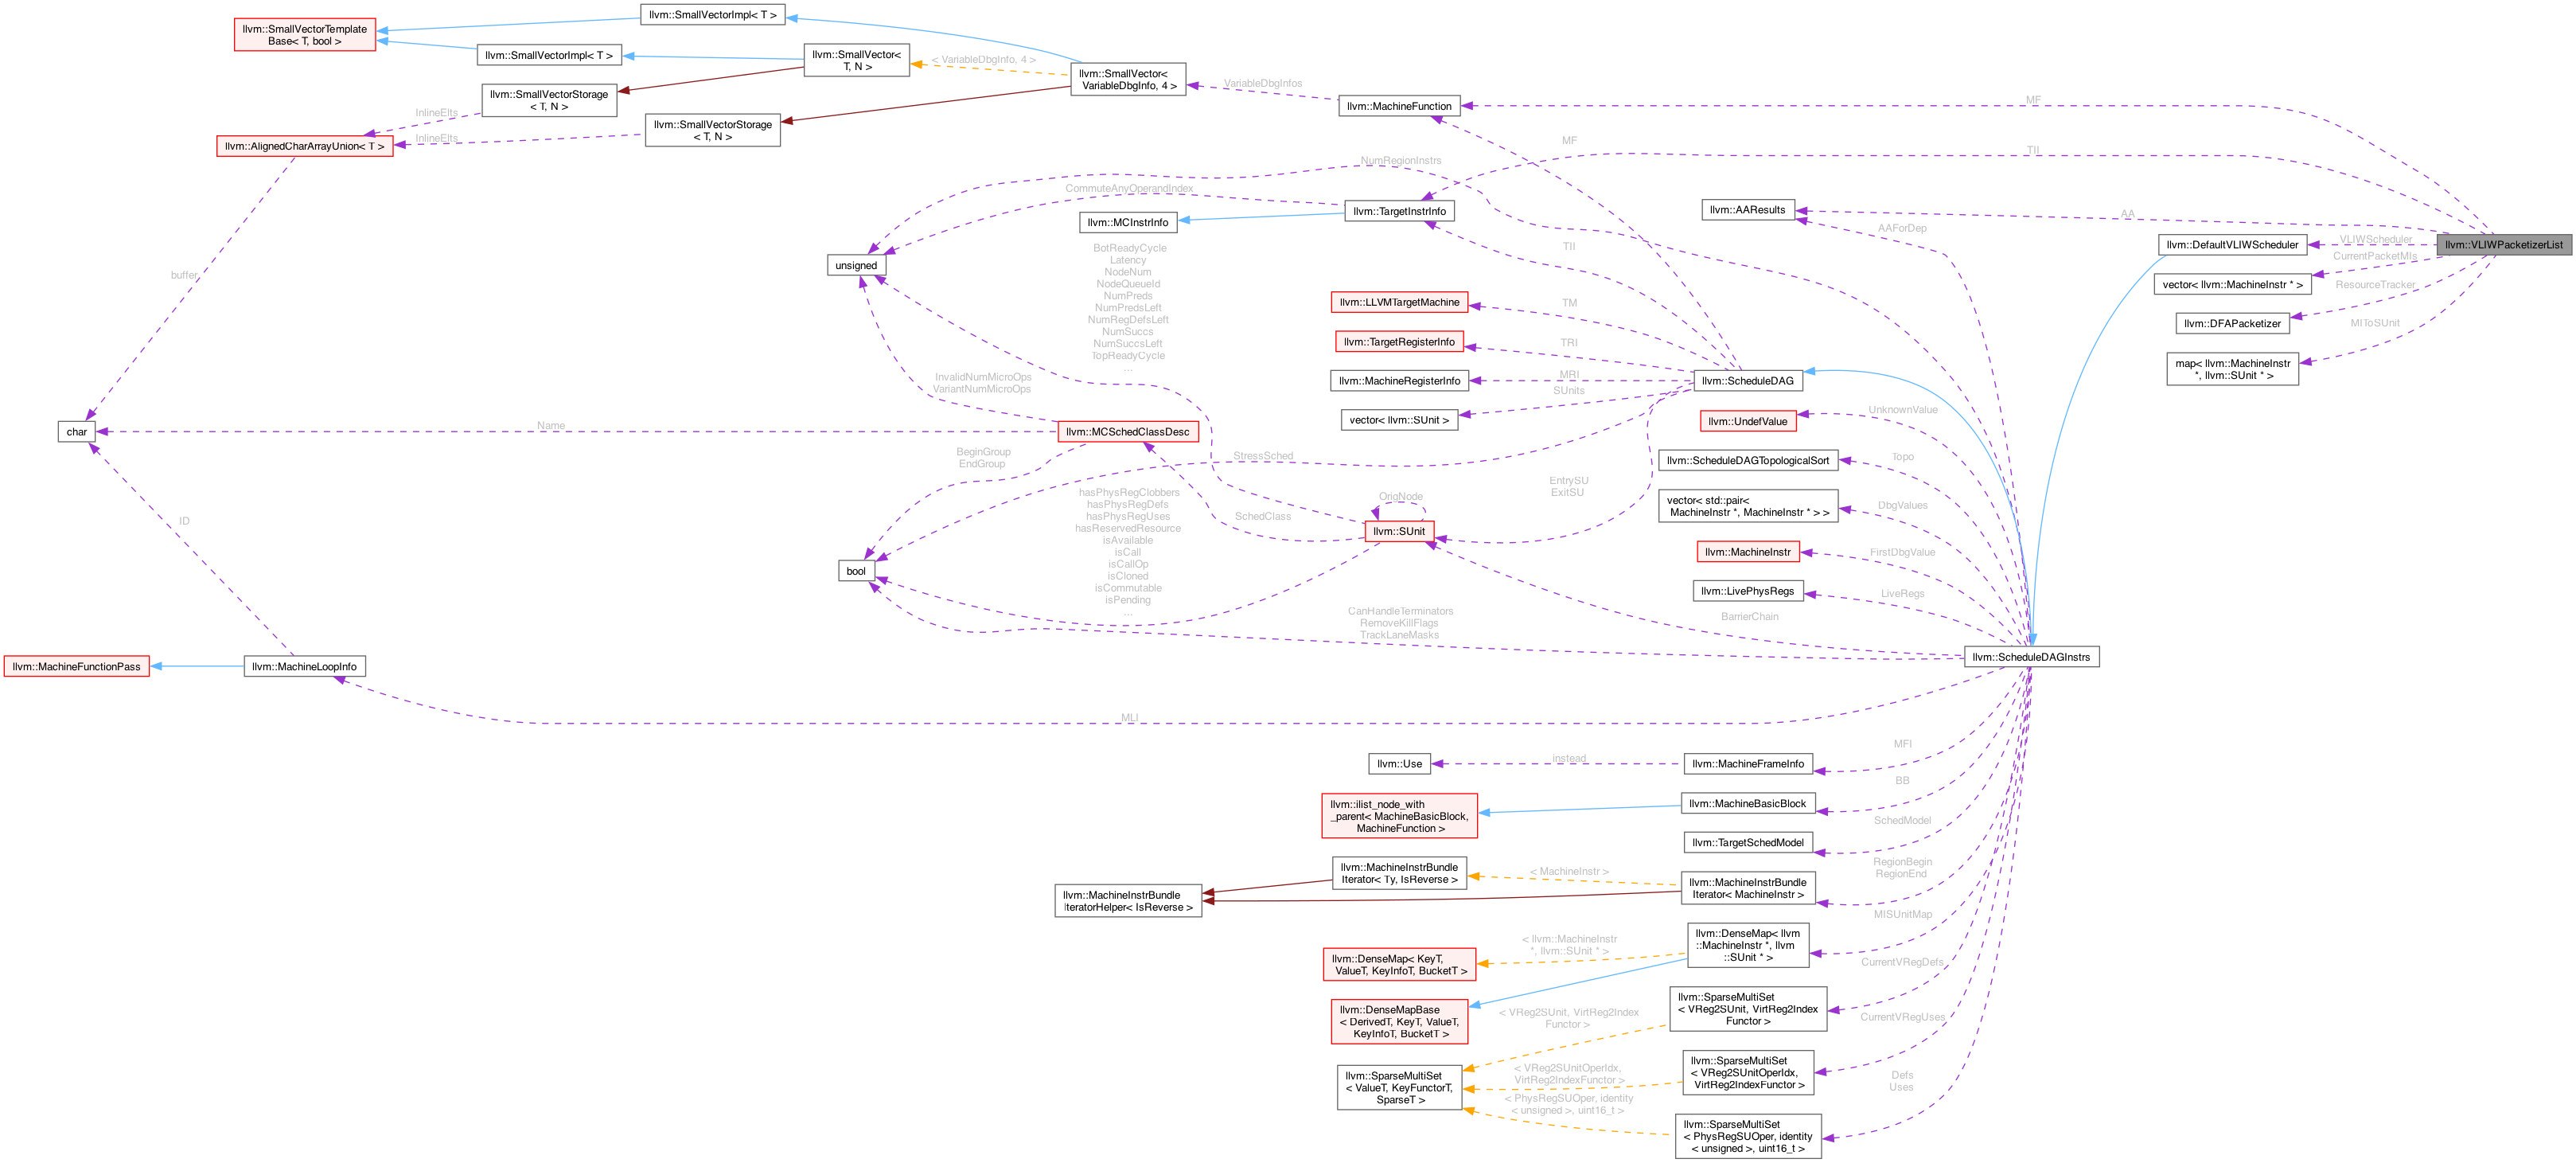 llvm::SmallVectorTemplate
Base< T, bool >
llvm::SmallVectorImpl< T >
llvm::SmallVectorImpl< T >
llvm::SmallVector<
T, N >
< VariableDbgInfo, 4 >
llvm::SmallVector<
VariableDbgInfo, 4 >
VariableDbgInfos
llvm::SmallVectorStorage
< T, N >
InlineElts
llvm::SmallVectorStorage
< T, N >
InlineElts
llvm::AlignedCharArrayUnion< T >
llvm::MachineFunction
MF
MF
TII
NumRegionInstrs
CommuteAnyOperandIndex
llvm::TargetInstrInfo
llvm::MCInstrInfo
llvm::AAResults
AA
AAForDep
llvm::VLIWPacketizerList
llvm::DefaultVLIWScheduler
VLIWScheduler
CurrentPacketMIs
vector< llvm::MachineInstr * >
ResourceTracker
llvm::DFAPacketizer
MIToSUnit
map< llvm::MachineInstr
*, llvm::SUnit * >
unsigned
buffer
BotReadyCycle
Latency
NodeNum
NodeQueueId
NumPreds
NumPredsLeft
NumRegDefsLeft
NumSuccs
NumSuccsLeft
TopReadyCycle
...
TII
llvm::LLVMTargetMachine
TM
llvm::TargetRegisterInfo
TRI
llvm::MachineRegisterInfo
MRI
SUnits
vector< llvm::SUnit >
llvm::ScheduleDAG
InvalidNumMicroOps
VariantNumMicroOps
char
Name
llvm::MCSchedClassDesc
BeginGroup
EndGroup
StressSched
llvm::UndefValue
UnknownValue
llvm::ScheduleDAGTopologicalSort
Topo
vector< std::pair<
MachineInstr *, MachineInstr * > >
DbgValues
EntrySU
ExitSU
OrigNode
SchedClass
llvm::SUnit
ID
hasPhysRegClobbers
hasPhysRegDefs
hasPhysRegUses
hasReservedResource
isAvailable
isCall
isCallOp
isCloned
isCommutable
isPending
...
bool
llvm::MachineInstr
FirstDbgValue
llvm::LivePhysRegs
LiveRegs
BarrierChain
CanHandleTerminators
RemoveKillFlags
TrackLaneMasks
llvm::ScheduleDAGInstrs
llvm::MachineFunctionPass
llvm::MachineLoopInfo
MLI
llvm::Use
instead
llvm::MachineFrameInfo
MFI
BB
llvm::ilist_node_with
_parent< MachineBasicBlock,
MachineFunction >
llvm::MachineBasicBlock
SchedModel
llvm::TargetSchedModel
RegionBegin
RegionEnd
llvm::MachineInstrBundle
Iterator< Ty, IsReverse >
< MachineInstr >
llvm::MachineInstrBundle
Iterator< MachineInstr >
llvm::MachineInstrBundle
IteratorHelper< IsReverse >
MISUnitMap
llvm::DenseMap< llvm
::MachineInstr *, llvm
::SUnit * >
< llvm::MachineInstr
*, llvm::SUnit * >
llvm::DenseMap< KeyT,
ValueT, KeyInfoT, BucketT >
CurrentVRegDefs
llvm::DenseMapBase
< DerivedT, KeyT, ValueT,
KeyInfoT, BucketT >
llvm::SparseMultiSet
< VReg2SUnit, VirtReg2Index
Functor >
< VReg2SUnit, VirtReg2Index
Functor >
CurrentVRegUses
llvm::SparseMultiSet
< VReg2SUnitOperIdx,
VirtReg2IndexFunctor >
< VReg2SUnitOperIdx,
VirtReg2IndexFunctor >
llvm::SparseMultiSet
< ValueT, KeyFunctorT,
SparseT >
Defs
Uses
< PhysRegSUOper, identity
< unsigned >, uint16_t >
llvm::SparseMultiSet
< PhysRegSUOper, identity
< unsigned >, uint16_t >